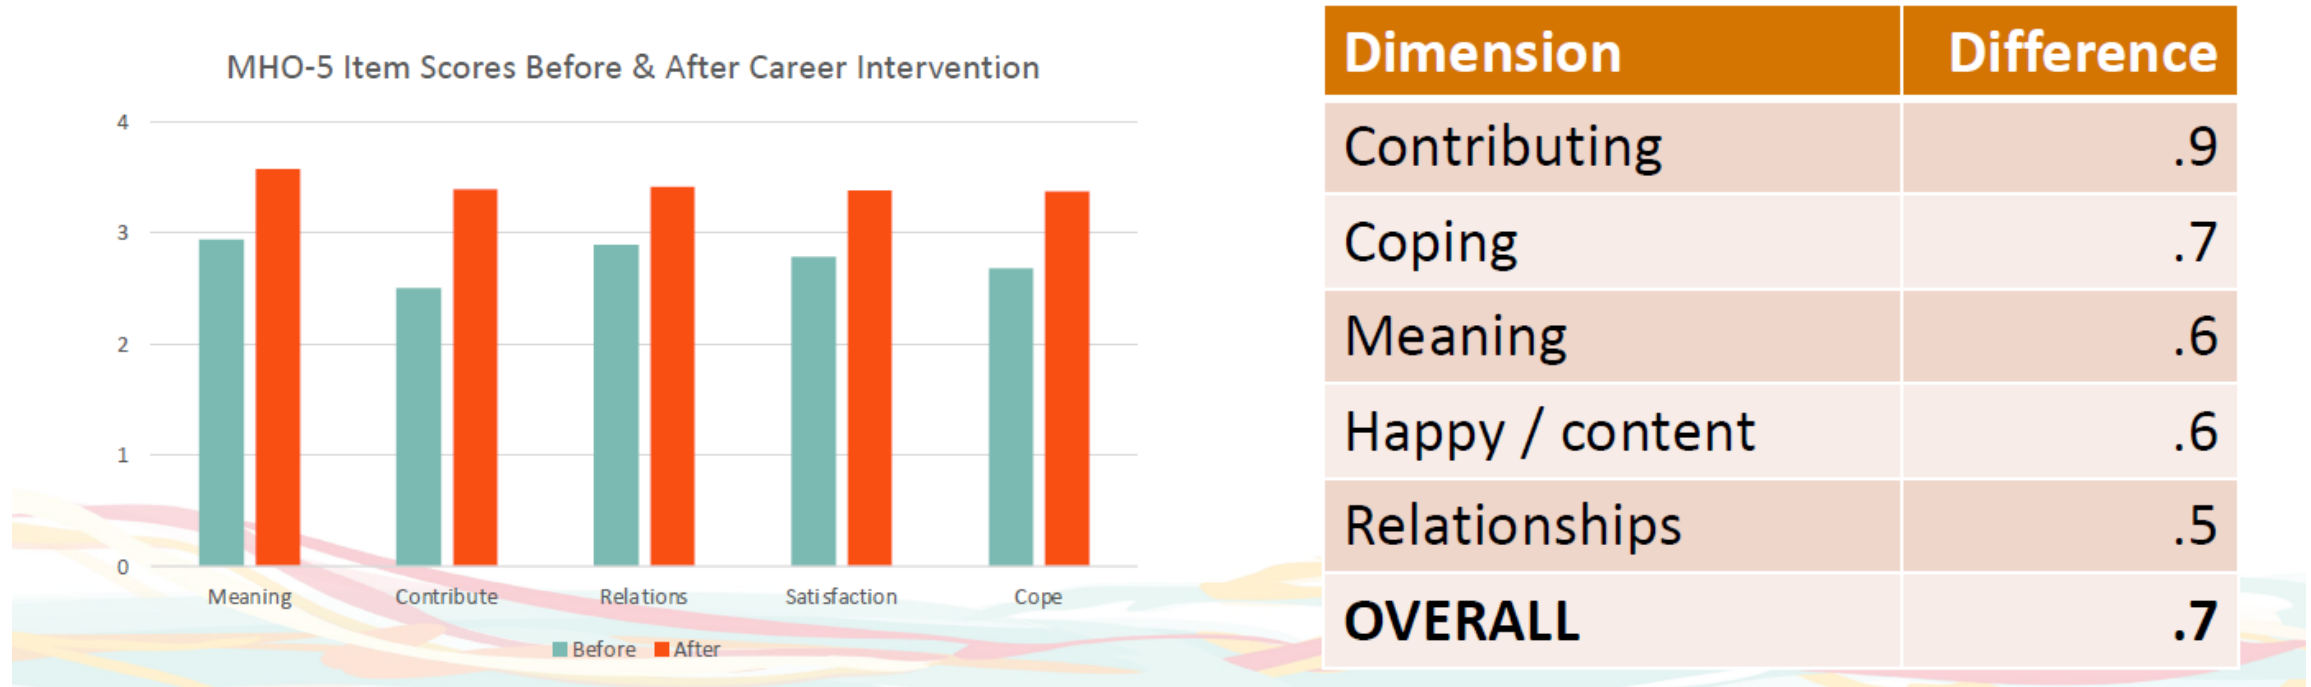 MHO-5 Item Scores Before & After Career Intervention
4
3
2
1
0
Meaning Contribute Relations Satisfaction Cope
Before After
Dimension Difference
Contributing .9
Coping .7
Meaning .6
Happy / content .6
Relationships .5
OVERALL .7